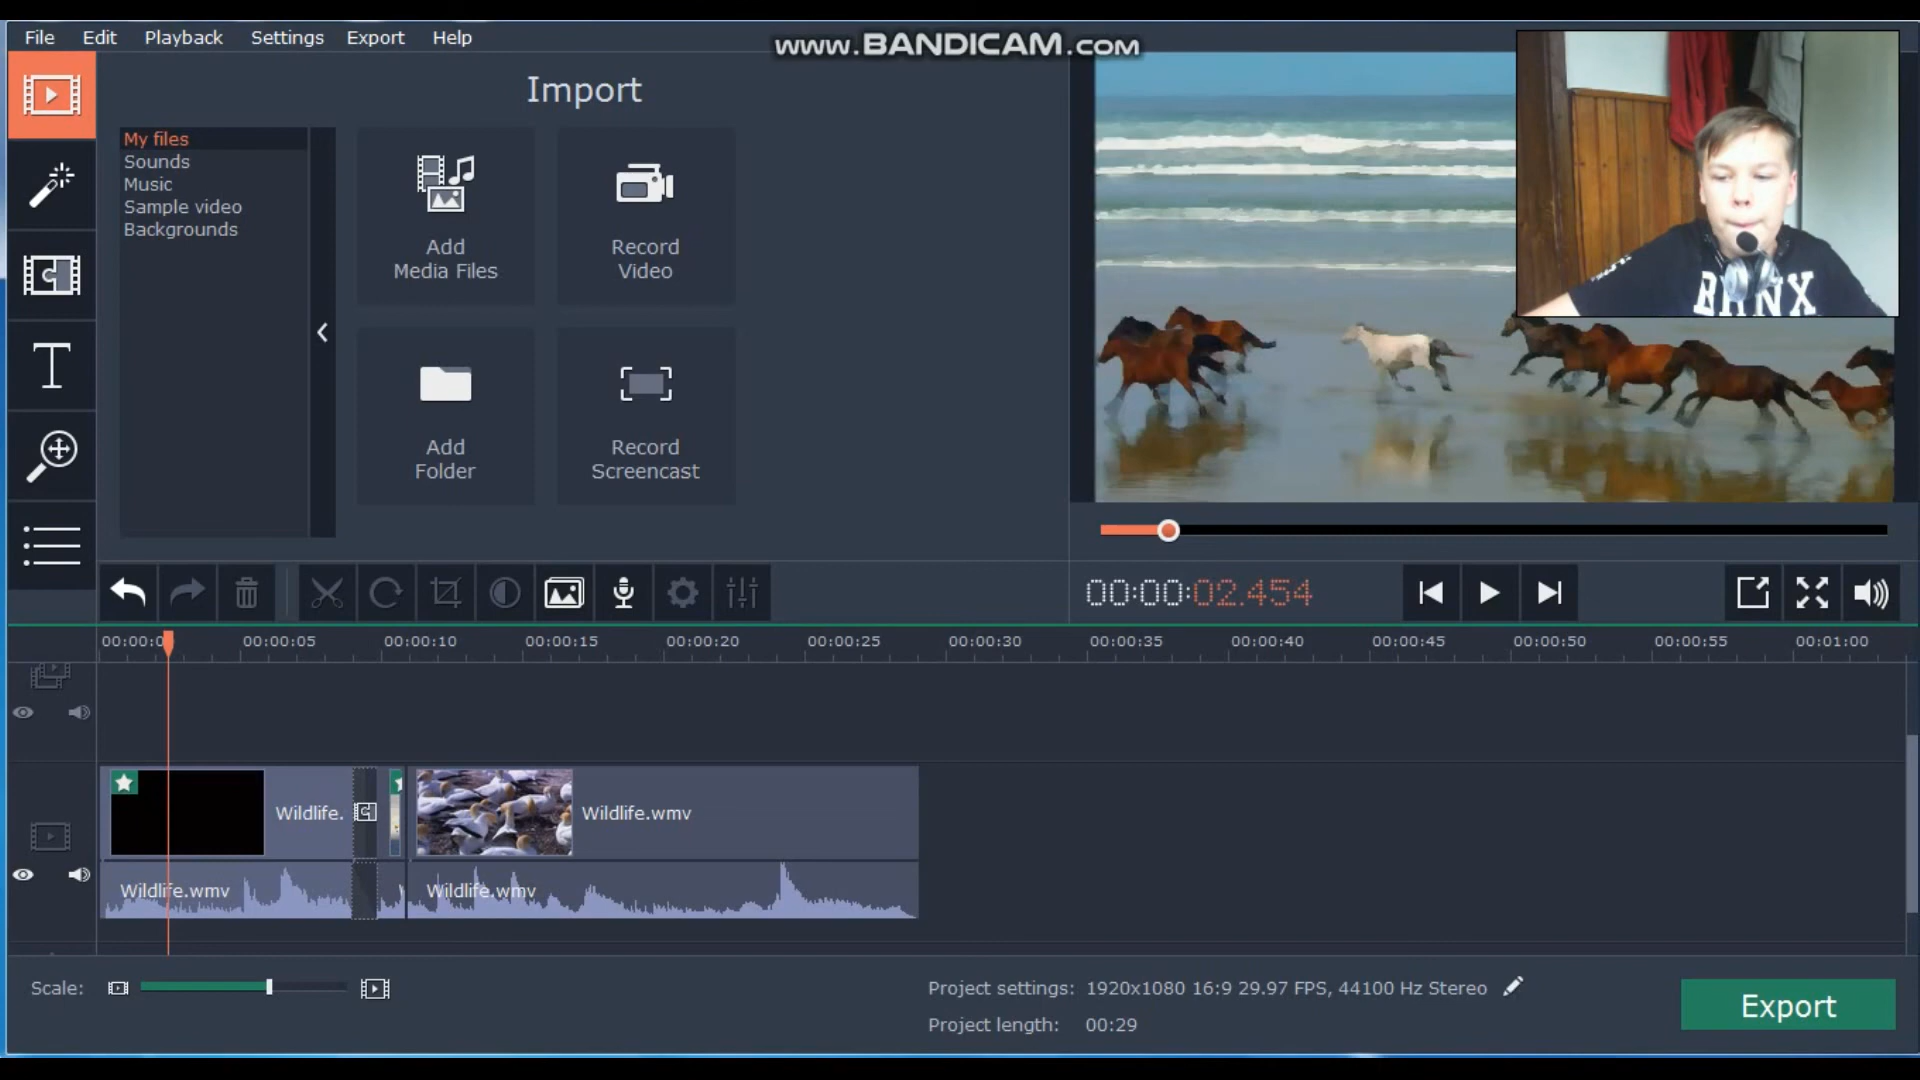 File Edit Playback Settings Export Help
www.BANDICAM.com
Import
My files
Sounds
Music
Sample video
Backgrounds
Add
Media Files
Record
Video
Add
Folder
Record
Screencast
BRNX
00:00:02.454
00:00:0 00:00:05 00:00:10 00:00:15 00:00:20 00:00:25 00:00:30 00:00:35 00:00:40 00:00:45 00:00:50 00:00:55 00:01:00
Wildlife.
Wildlife.wmv
Wildlife.wmv
Wildlife.wmv
Scale:
Project settings: 1920x1080 16:9 29.97 FPS, 44100 Hz Stereo
Project length: 00:29
Export